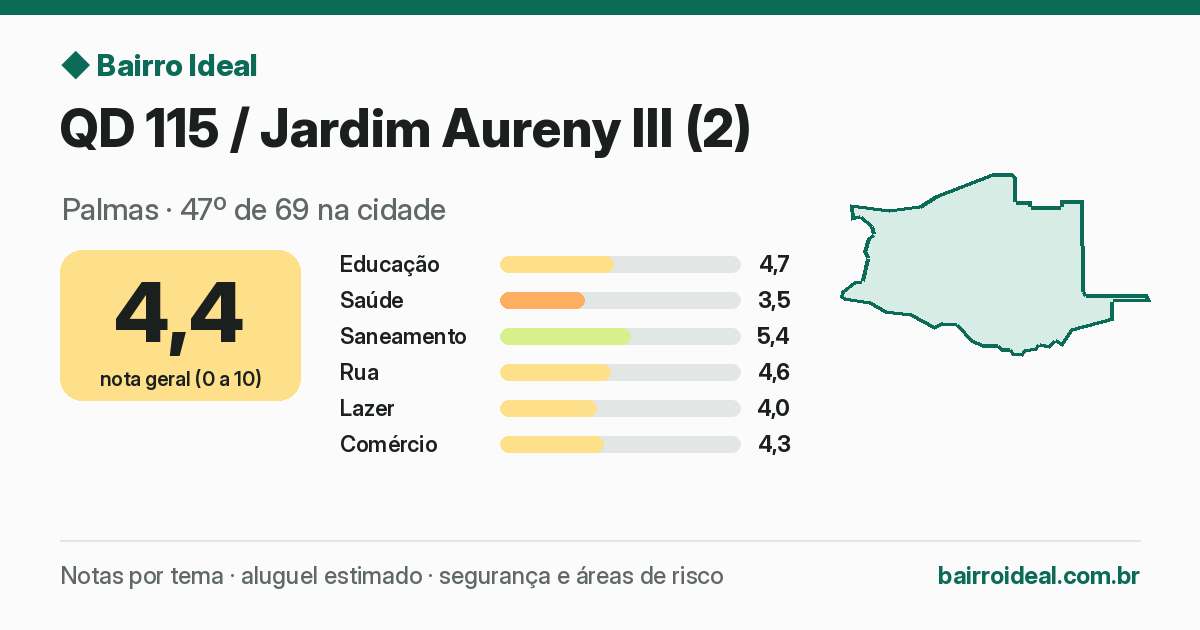 Bairro Ideal
QD 115 / Jardim Aureny III (2)
Palmas · 47º de 69 na cidade
4,4
nota geral (0 a 10)
Educação 4,7
Saúde 3,5
Saneamento 5,4
Rua 4,6
Lazer 4,0
Comércio 4,3
Notas por tema · aluguel estimado · segurança e áreas de risco
bairroideal.com.br